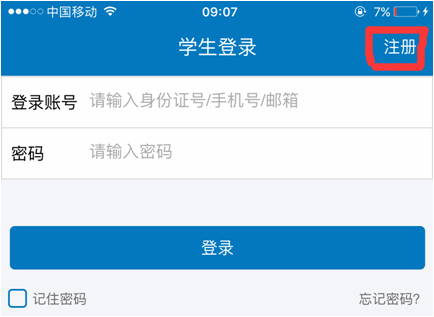 中国移动 09:07 7%
学生登录 注册
登录账号 请输入身份证号/手机号/邮箱
密码 请输入密码
登录
记住密码 忘记密码?